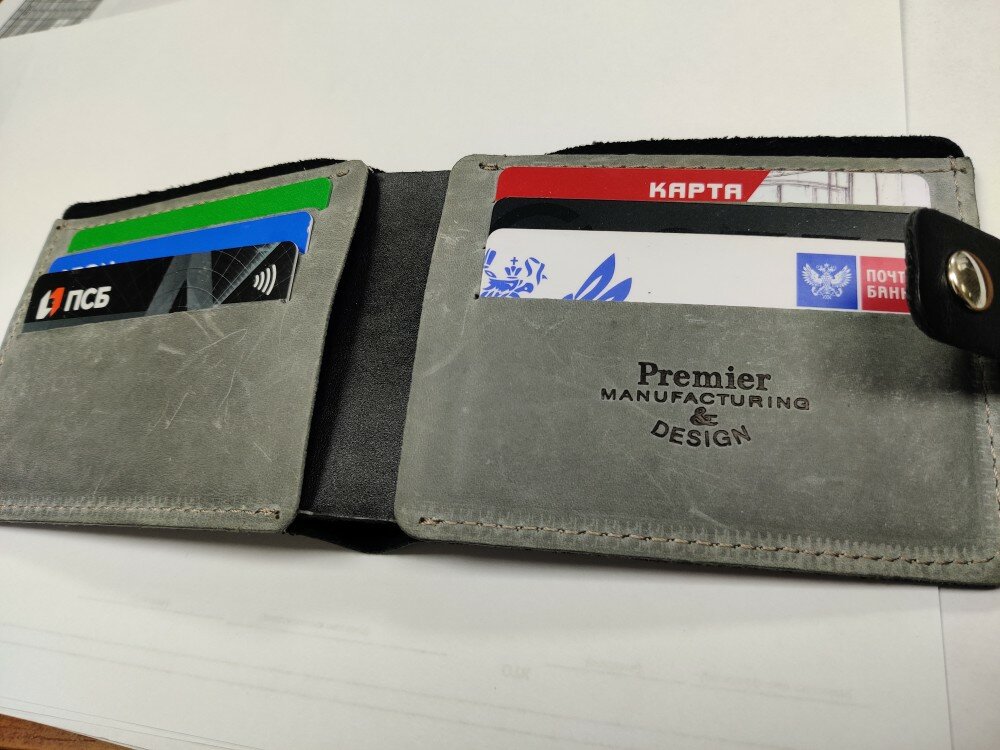 ПСБ
КАРТА
ПОЧТ
БАНК
Premier
MANUFACTURING
&
DESIGN